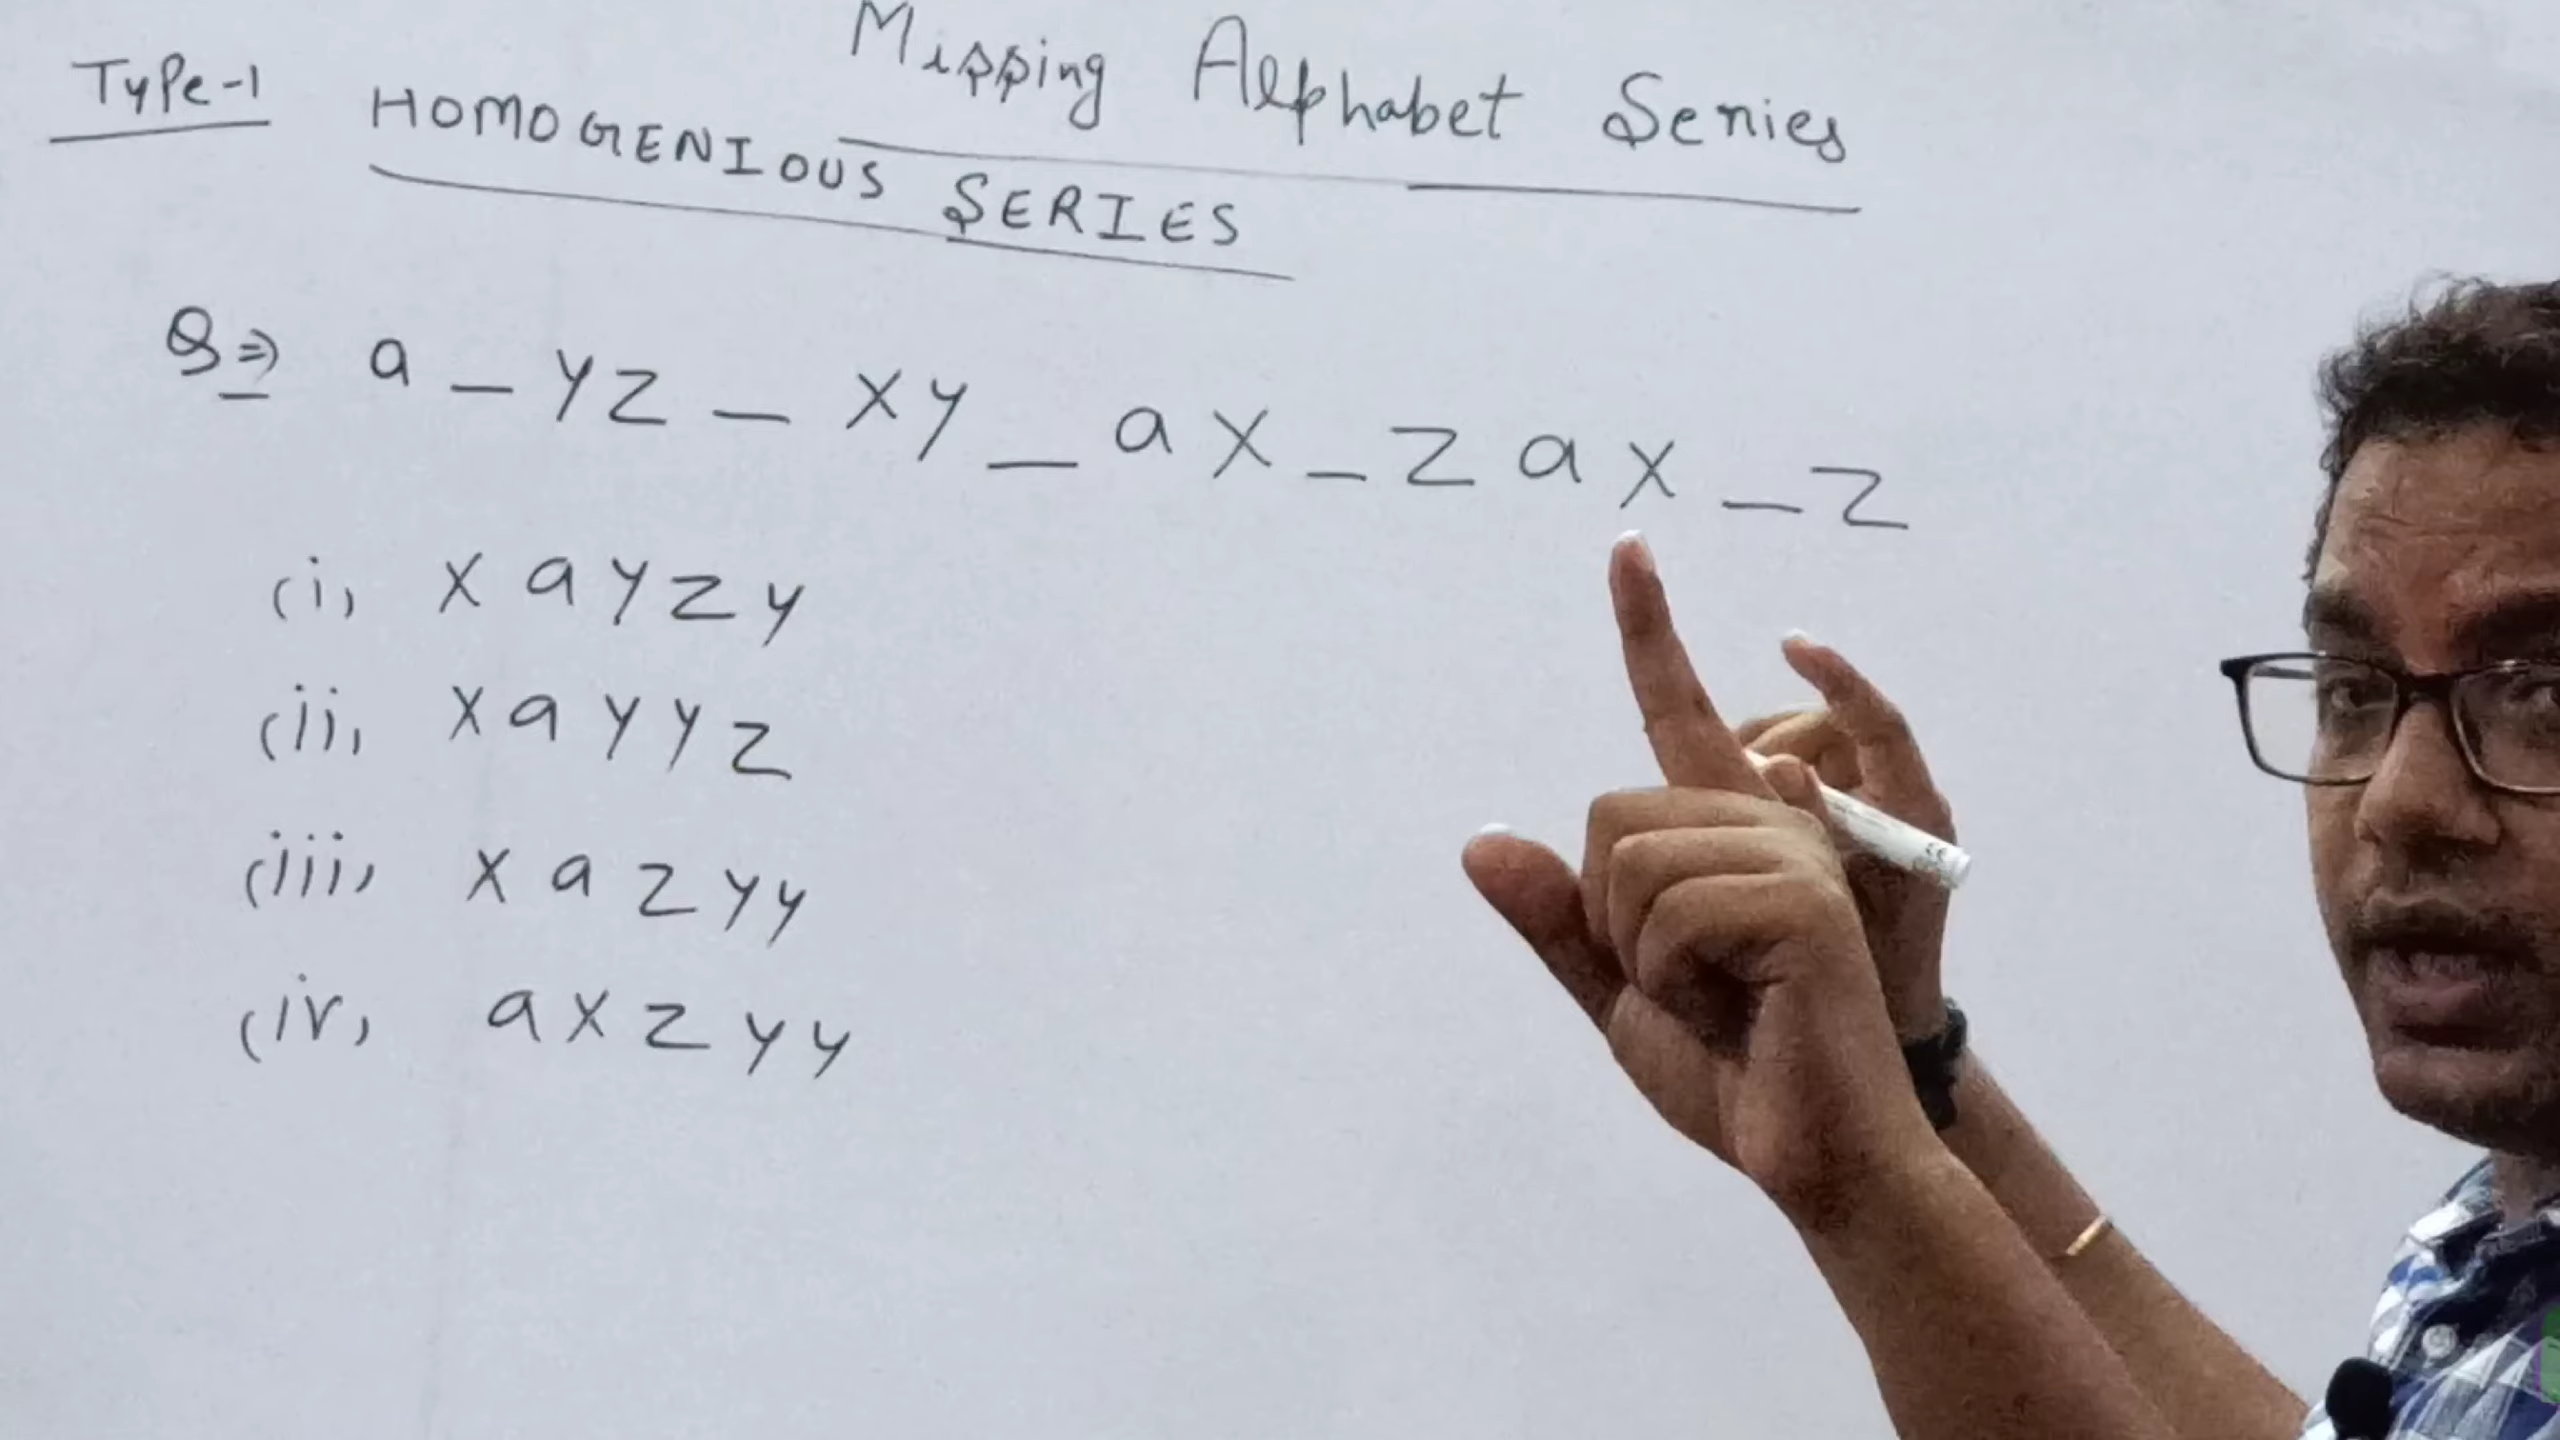 Missing Alphabet Series
Type-1 HOMOGENIOUS SERIES
Q⇒ a _ y z _ x y _ a x _ z a x _ z
(i) x a y z y
(ii) x a y y z
(iii) x a z y y
(iv) a x z y y